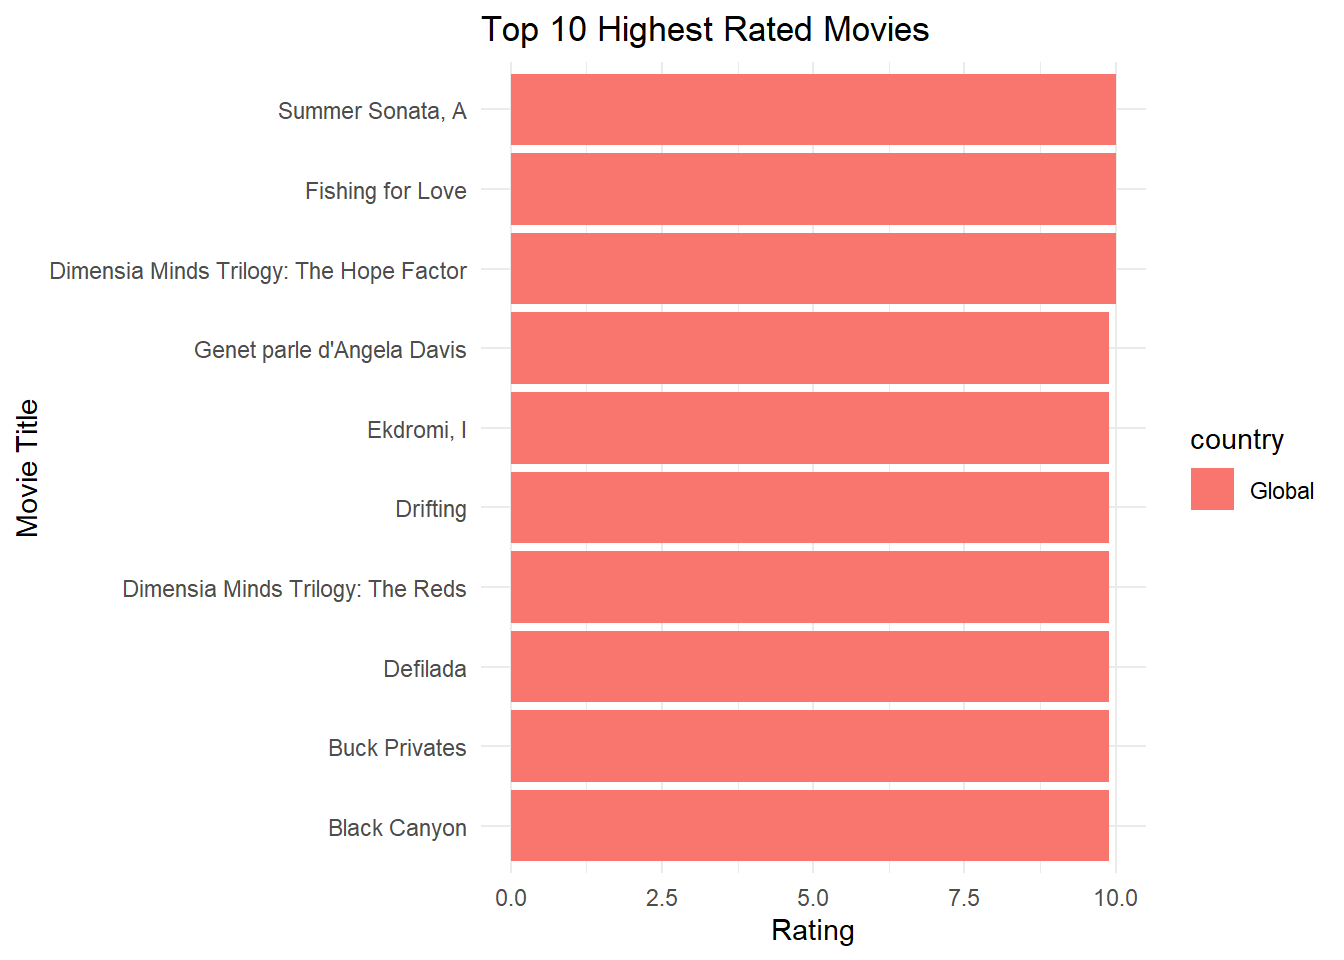 Top 10 Highest Rated Movies
Movie Title
Summer Sonata, A
Fishing for Love
Dimensia Minds Trilogy: The Hope Factor
Genet parle d'Angela Davis
Ekdromi, I
Drifting
Dimensia Minds Trilogy: The Reds
Defilada
Buck Privates
Black Canyon
0.0 2.5 5.0 7.5 10.0
Rating
country
Global